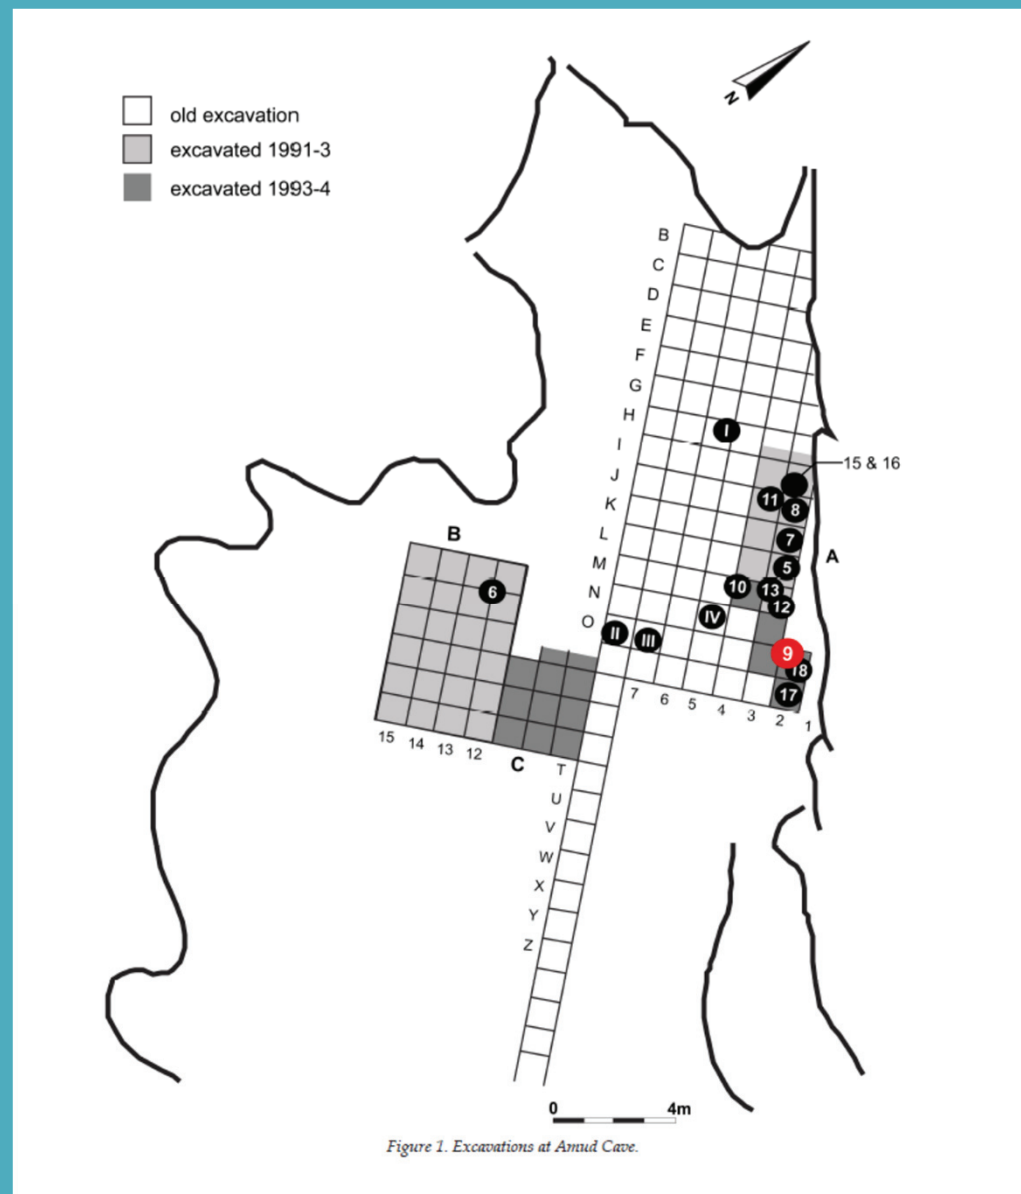 N
old excavation
excavated 1991-3
excavated 1993-4
B
C
D
E
F
G
H
I
I
15 & 16
J
11
K
8
L
7
B
A
M
5
6
N
10
13
12
O
IV
II
III
9
18
17
7
6
5
4
3
2
1
15
14
13
12
C
T
U
V
W
X
Y
Z
0 4m
Figure 1. Excavations at Amud Cave.